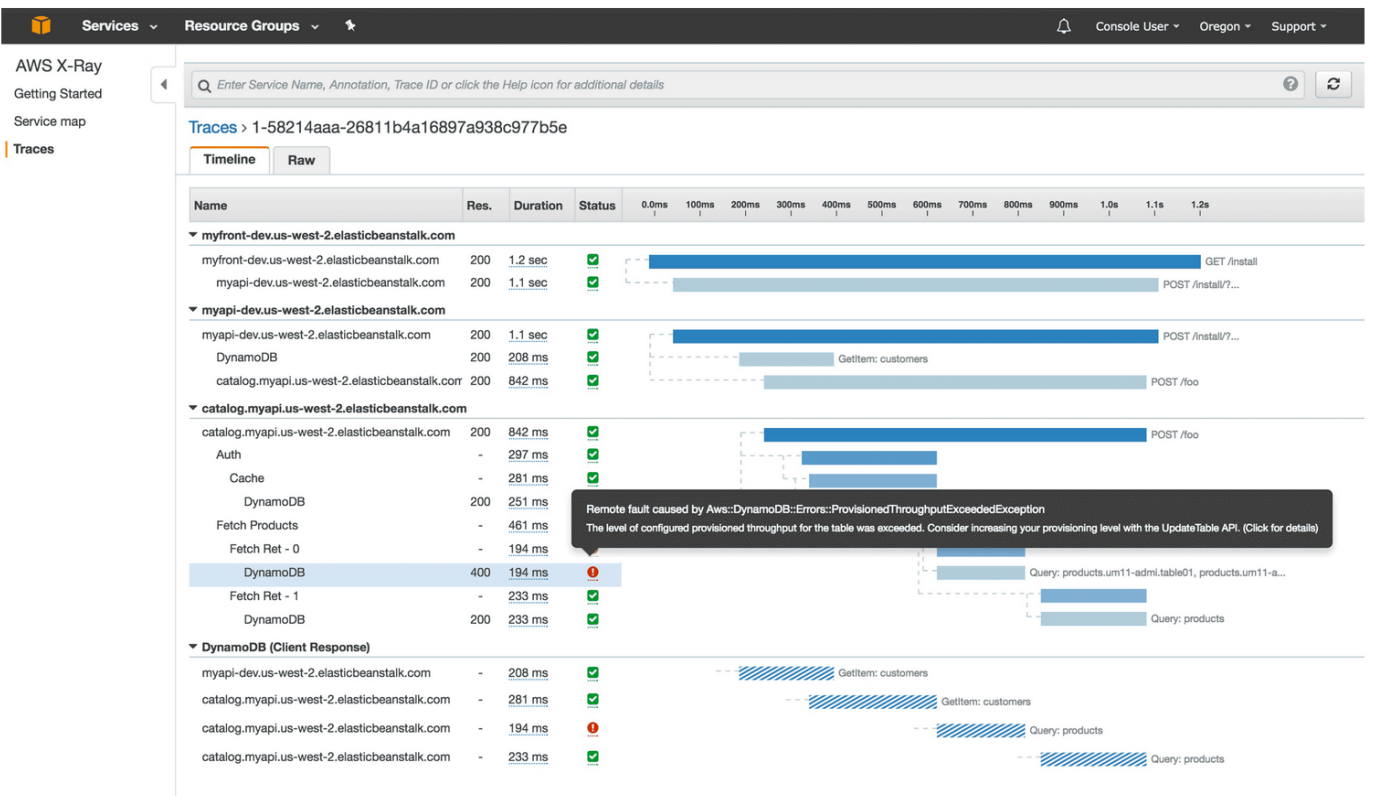 Services Resource Groups Console User Oregon Support
AWS X-Ray
Getting Started
Service map
Traces
Enter Service Name, Annotation, Trace ID or click the Help icon for additional details
Traces > 1-58214aaa-26811b4a16897a938c977b5e
Timeline Raw
Name Res. Duration Status 0.0ms 100ms 200ms 300ms 400ms 500ms 600ms 700ms 800ms 900ms 1.0s 1.1s 1.2s
myfront-dev.us-west-2.elasticbeanstalk.com
myfront-dev.us-west-2.elasticbeanstalk.com 200 1.2 sec GET /install
myapi-dev.us-west-2.elasticbeanstalk.com 200 1.1 sec POST /install/?...
myapi-dev.us-west-2.elasticbeanstalk.com
myapi-dev.us-west-2.elasticbeanstalk.com 200 1.1 sec POST /install/?...
DynamoDB 200 208 ms GetItem: customers
catalog.myapi.us-west-2.elasticbeanstalk.com 200 842 ms POST /foo
catalog.myapi.us-west-2.elasticbeanstalk.com
catalog.myapi.us-west-2.elasticbeanstalk.com 200 842 ms POST /foo
Auth - 297 ms
Cache - 281 ms
DynamoDB 200 251 ms
Remote fault caused by Aws::DynamoDB::Errors::ProvisionedThroughputExceededException
The level of configured provisioned throughput for the table was exceeded. Consider increasing your provisioning level with the UpdateTable API. (Click for details)
Fetch Products - 461 ms
Fetch Ret - 0 - 194 ms
DynamoDB 400 194 ms Query: products.um11-admi.table01, products.um11-a...
Fetch Ret - 1 - 233 ms
DynamoDB 200 233 ms Query: products
DynamoDB (Client Response)
myapi-dev.us-west-2.elasticbeanstalk.com - 208 ms GetItem: customers
catalog.myapi.us-west-2.elasticbeanstalk.com - 281 ms GetItem: customers
catalog.myapi.us-west-2.elasticbeanstalk.com - 194 ms Query: products
catalog.myapi.us-west-2.elasticbeanstalk.com - 233 ms Query: products